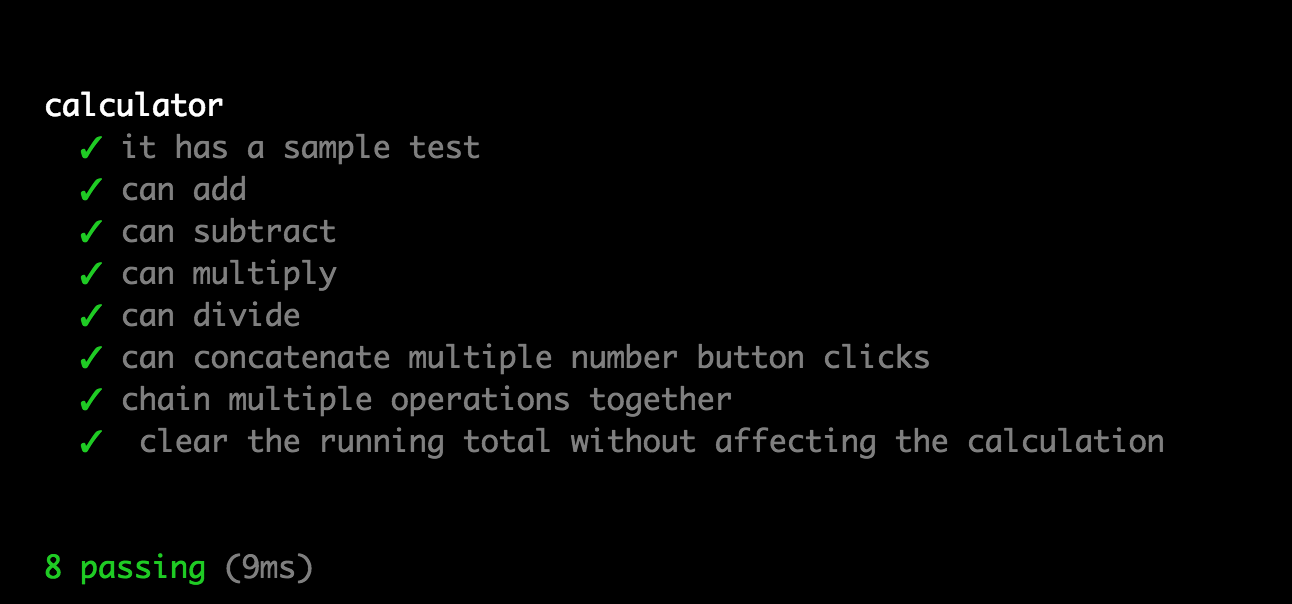 calculator
✓ it has a sample test
✓ can add
✓ can subtract
✓ can multiply
✓ can divide
✓ can concatenate multiple number button clicks
✓ chain multiple operations together
✓  clear the running total without affecting the calculation
8 passing (9ms)